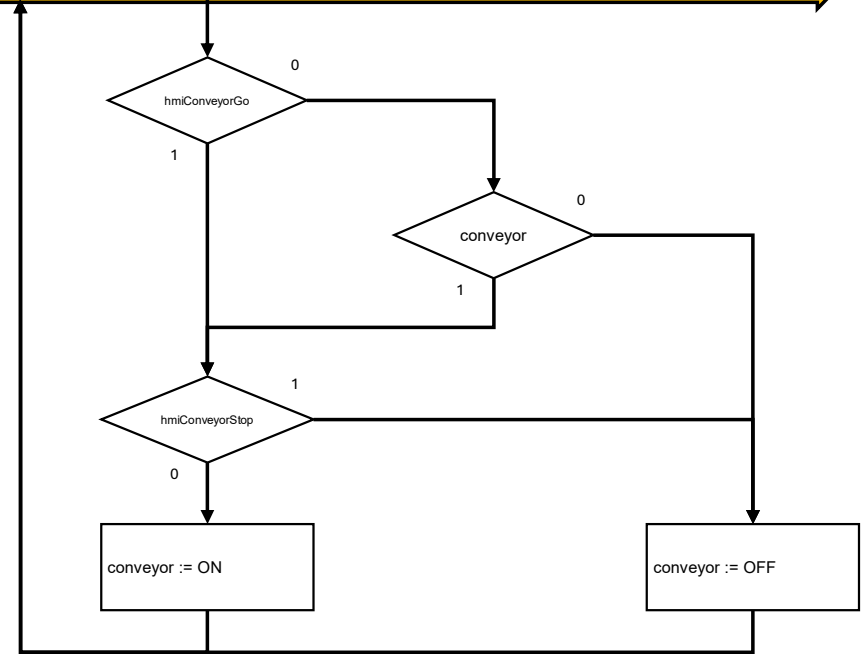 0
hmiConveyorGo
1
0
conveyor
1
1
hmiConveyorStop
0
conveyor := ON
conveyor := OFF